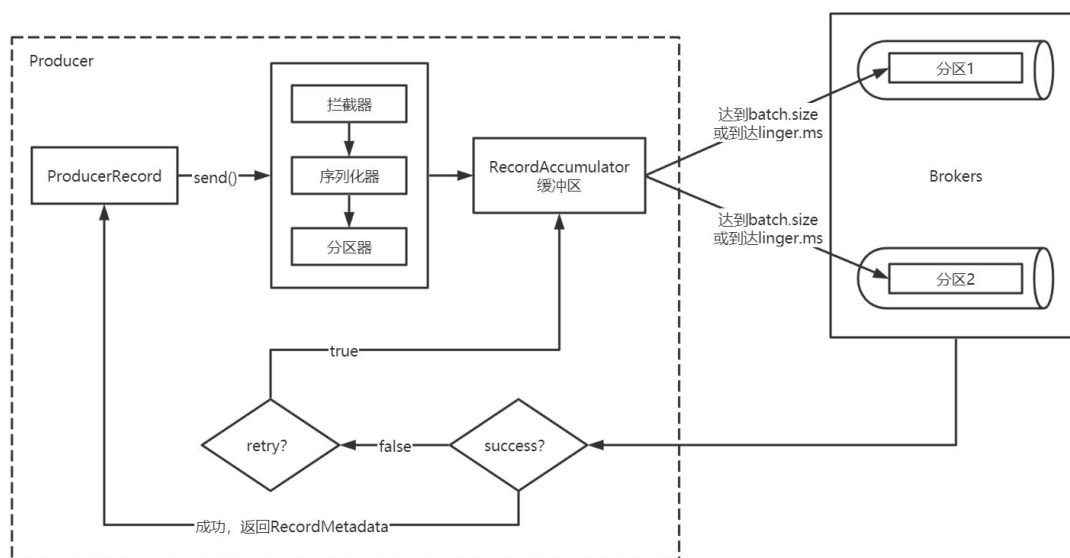 Producer
ProducerRecord
send()
拦截器
序列化器
分区器
RecordAccumulator
缓冲区
达到batch.size
或到达linger.ms
达到batch.size
或到达linger.ms
分区1
Brokers
分区2
true
retry?
false
success?
成功，返回RecordMetadata